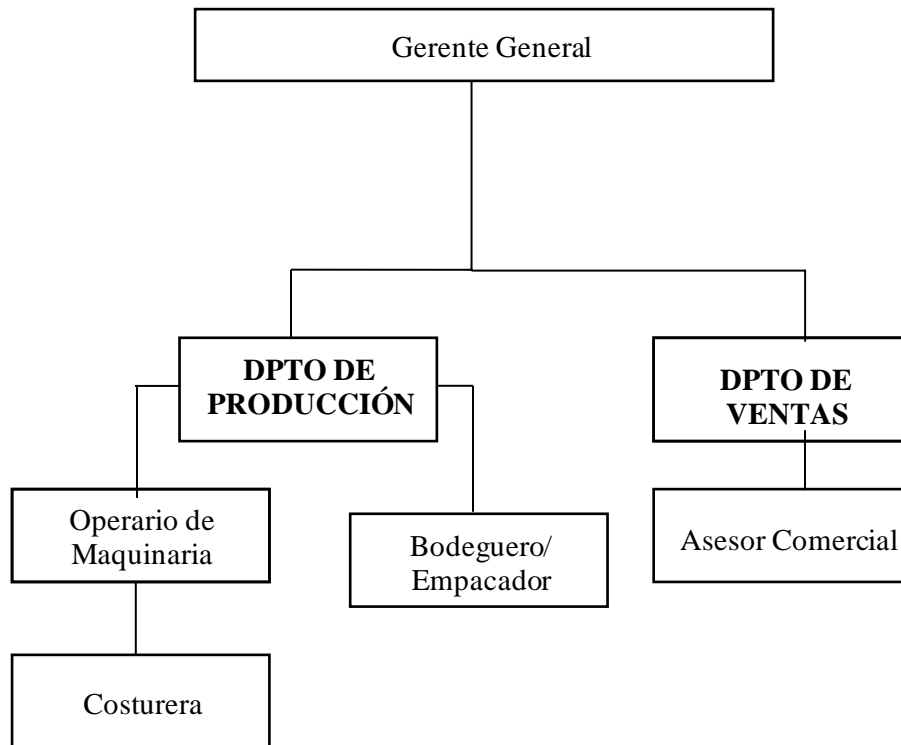 Gerente General
DPTO DE
PRODUCCIÓN
DPTO DE
VENTAS
Operario de
Maquinaria
Bodeguero/
Empacador
Asesor Comercial
Costurera